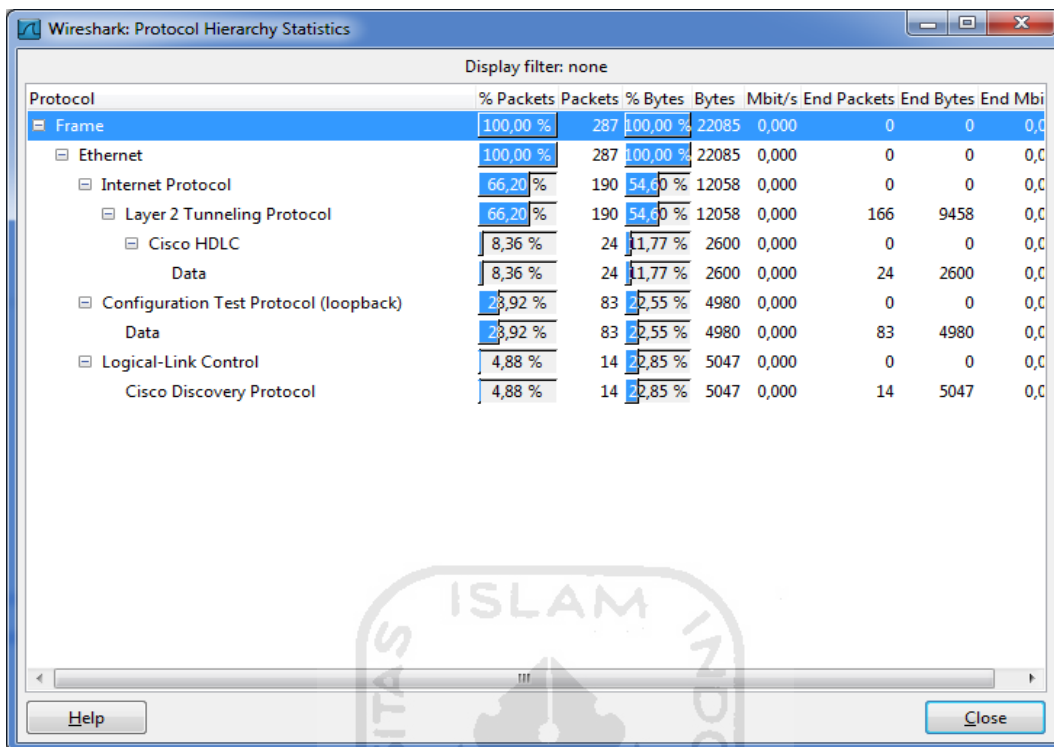 Wireshark: Protocol Hierarchy Statistics
Display filter: none
Protocol % Packets Packets % Bytes Bytes Mbit/s End Packets End Bytes End Mbi
Frame 100,00 % 287 100,00 % 22085 0,000 0 0 0,0
Ethernet 100,00 % 287 100,00 % 22085 0,000 0 0 0,0
Internet Protocol 66,20 % 190 54,60 % 12058 0,000 0 0 0,0
Layer 2 Tunneling Protocol 66,20 % 190 54,60 % 12058 0,000 166 9458 0,0
Cisco HDLC 8,36 % 24 11,77 % 2600 0,000 0 0 0,0
Data 8,36 % 24 11,77 % 2600 0,000 24 2600 0,0
Configuration Test Protocol (loopback) 28,92 % 83 22,55 % 4980 0,000 0 0 0,0
Data 28,92 % 83 22,55 % 4980 0,000 83 4980 0,0
Logical-Link Control 4,88 % 14 22,85 % 5047 0,000 0 0 0,0
Cisco Discovery Protocol 4,88 % 14 22,85 % 5047 0,000 14 5047 0,0
ITAS ISLAM INDO
Help Close